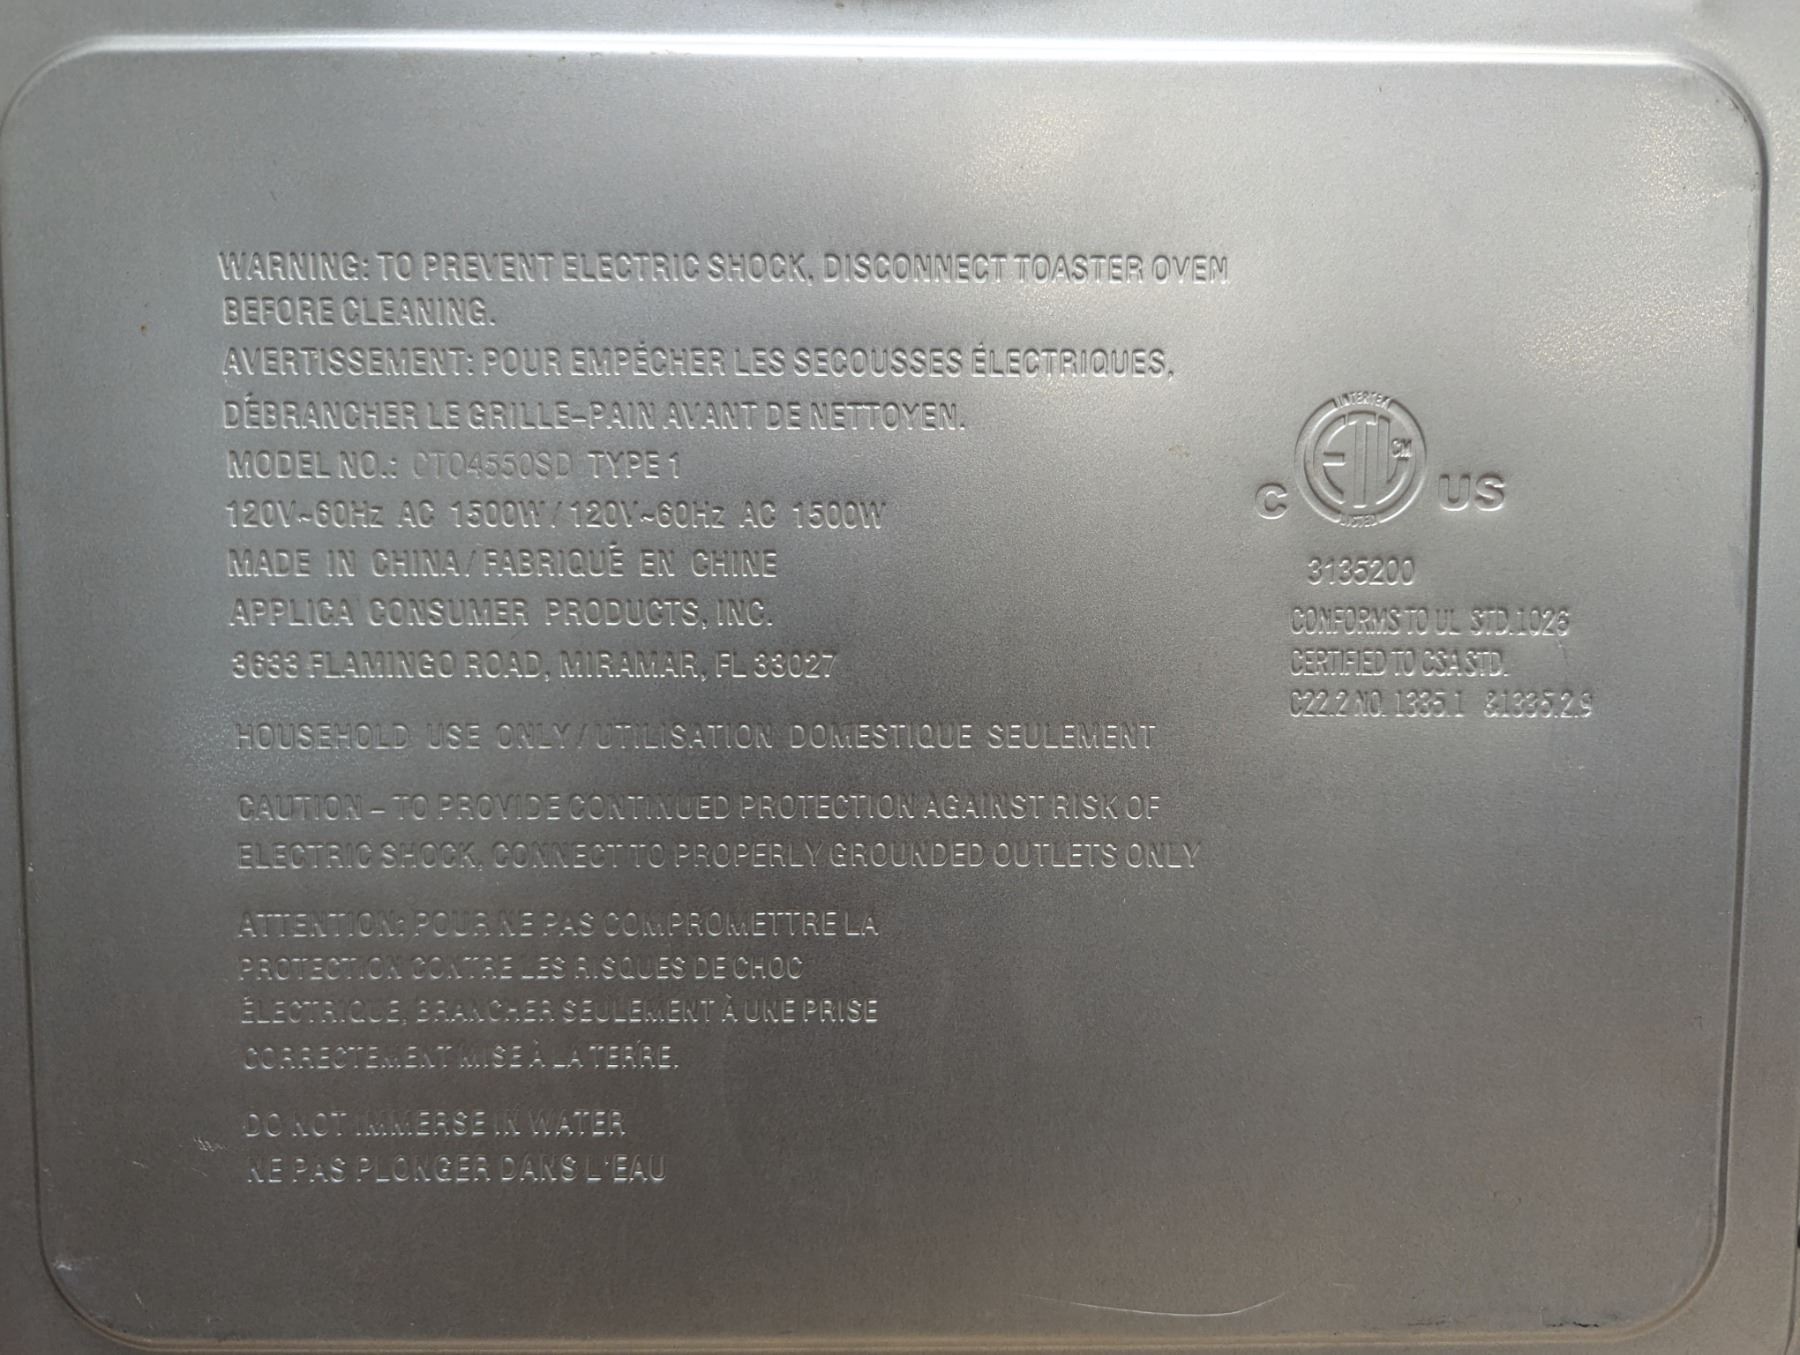 WARNING: TO PREVENT ELECTRIC SHOCK, DISCONNECT TOASTER OVEN
BEFORE CLEANING.
AVERTISSEMENT: POUR EMPÉCHER LES SECOUSSES ÉLECTRIQUES,
DÉBRANCHER LE GRILLE-PAIN AVANT DE NETTOYEN.
MODEL NO.: CTO4550SD TYPE 1
120V~60Hz AC 1500W / 120V~60Hz AC 1500W
MADE IN CHINA / FABRIQUÉ EN CHINE
APPLICA CONSUMER PRODUCTS, INC.
3633 FLAMINGO ROAD, MIRAMAR, FL 33027
HOUSEHOLD USE ONLY / UTILISATION DOMESTIQUE SEULEMENT
CAUTION – TO PROVIDE CONTINUED PROTECTION AGAINST RISK OF
ELECTRIC SHOCK, CONNECT TO PROPERLY GROUNDED OUTLETS ONLY
ATTENTION: POUR NE PAS COMPROMETTRE LA
PROTECTION CONTRE LES RISQUES DE CHOC
ÉLECTRIQUE, BRANCHER SEULEMENT À UNE PRISE
CORRECTEMENT MISE À LA TERRE.
DO NOT IMMERSE IN WATER
NE PAS PLONGER DANS L'EAU
INTERTEK
C ETL CM US
LISTED
3135200
CONFORMS TO UL STD.1026
CERTIFIED TO CSA STD.
C22.2 NO. 1335.1 &1335.2.9